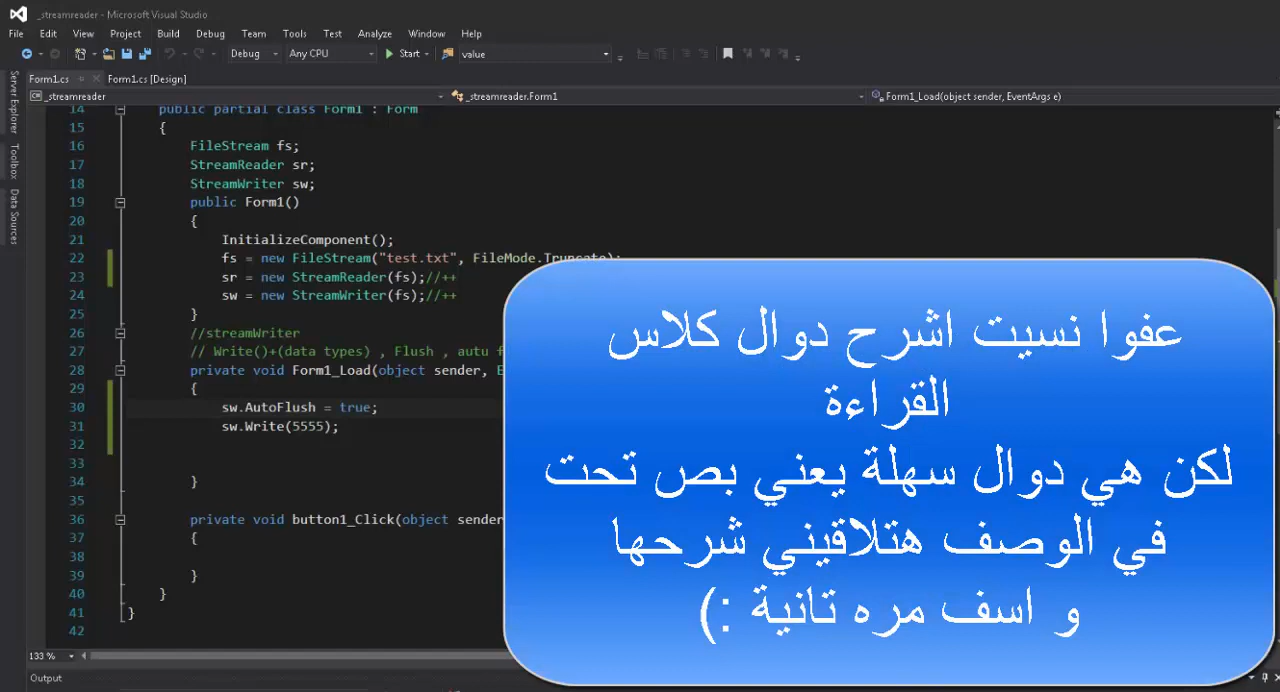 _streamreader - Microsoft Visual Studio
File Edit View Project Build Debug Team Tools Test Analyze Window Help
Debug Any CPU Start value
Form1.cs Form1.cs [Design]
_streamreader _streamreader.Form1 Form1_Load(object sender, EventArgs e)
Server Explorer
Toolbox
Data Sources
14 public partial class Form1 : Form
15 {
16 FileStream fs;
17 StreamReader sr;
18 StreamWriter sw;
19 public Form1()
20 {
21 InitializeComponent();
22 fs = new FileStream("test.txt", FileMode.Truncate);
23 sr = new StreamReader(fs);//++
24 sw = new StreamWriter(fs);//++
25 }
26 //streamWriter
27 // Write()+(data types) , Flush , autu f
28 private void Form1_Load(object sender, E
29 {
30 sw.AutoFlush = true;
31 sw.Write(5555);
32
33
34 }
35
36 private void button1_Click(object sender
37 {
38
39 }
40 }
41 }
42
133 %
Output
عفوا نسيت اشرح دوال كلاس
القراءة
لكن هي دوال سهلة يعني بص تحت
في الوصف هتلاقيني شرحها
و اسف مره تانية :)